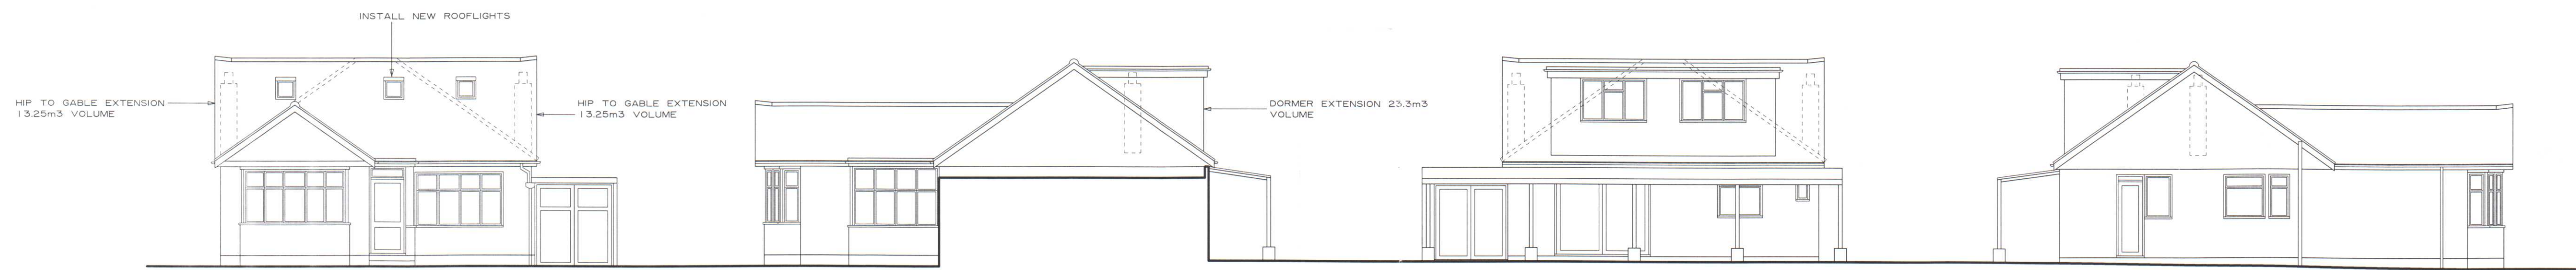 INSTALL NEW ROOFLIGHTS
HIP TO GABLE EXTENSION
13.25m3 VOLUME
HIP TO GABLE EXTENSION
13.25m3 VOLUME
DORMER EXTENSION 23.3m3
VOLUME